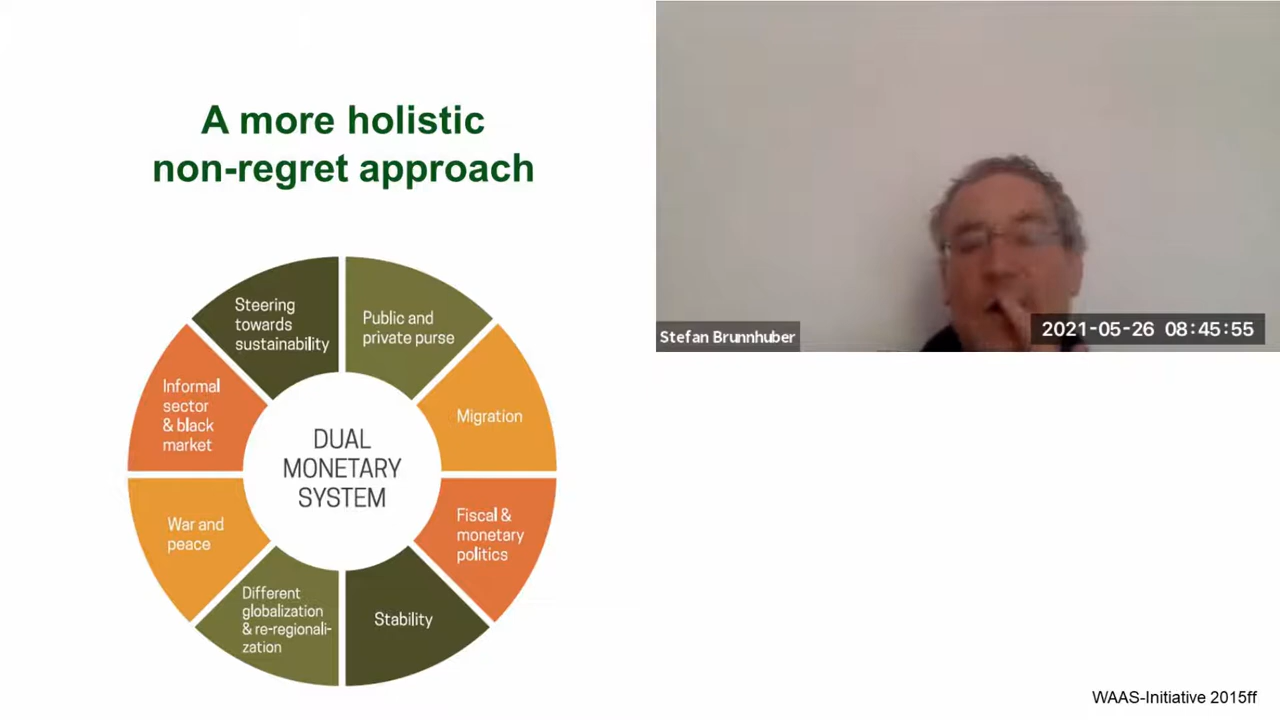 A more holistic
non-regret approach
Steering
towards
sustainability
Public and
private purse
Informal
sector
& black
market
Migration
DUAL
MONETARY
SYSTEM
War and
peace
Fiscal &
monetary
politics
Different
globalization
& re-regionali-
zation
Stability
Stefan Brunnhuber
2021-05-26 08:45:55
WAAS-Initiative 2015ff